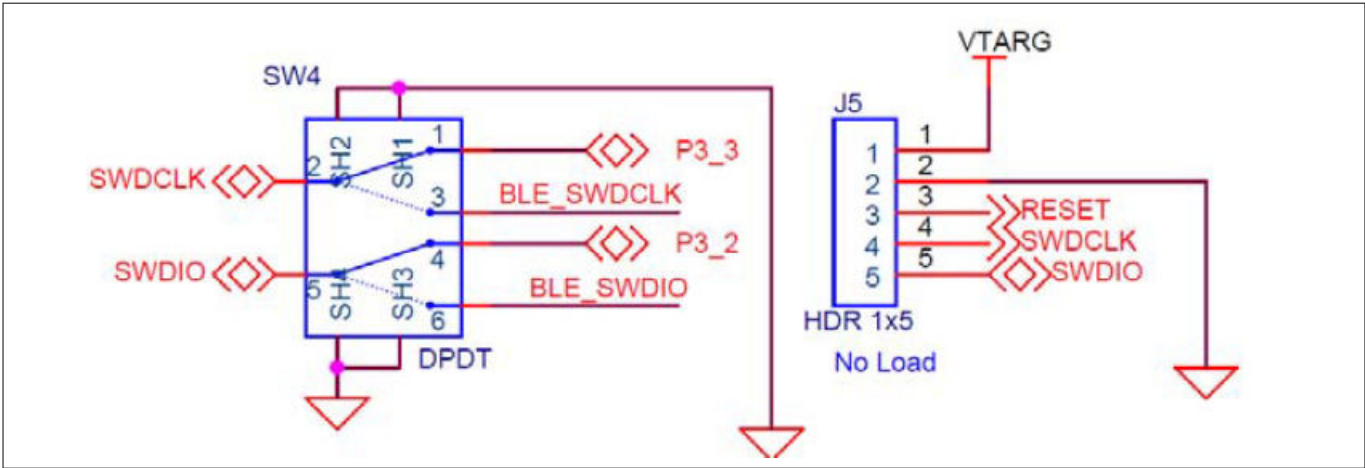 VTARG
SW4
J5
SH2
SH1
1
P3_3
1
1
2
SWDCLK
2
2
3
BLE_SWDCLK
3
3
RESET
4
P3_2
4
4
SWDCLK
SWDIO
5
SH4
SH3
BLE_SWDIO
5
5
SWDIO
6
HDR 1x5
DPDT
No Load